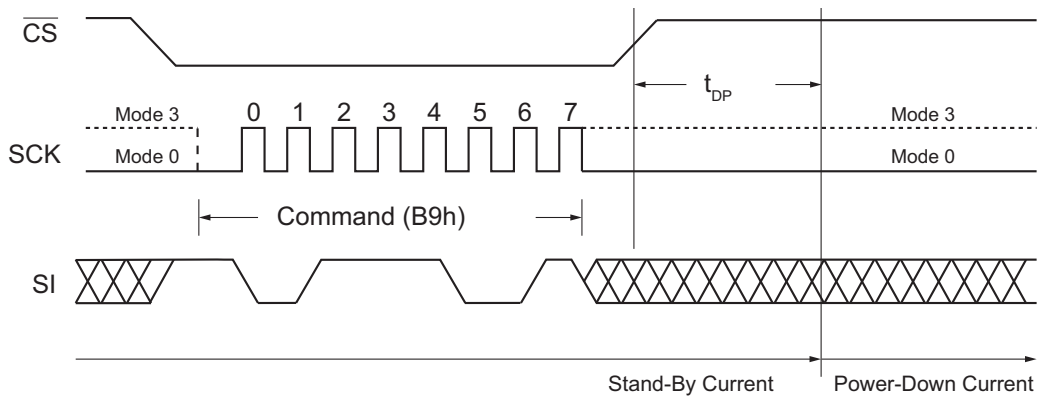 CS
t_DP
0 1 2 3 4 5 6 7
Mode 3 Mode 3
SCK
Mode 0 Mode 0
Command (B9h)
SI
Stand-By Current Power-Down Current